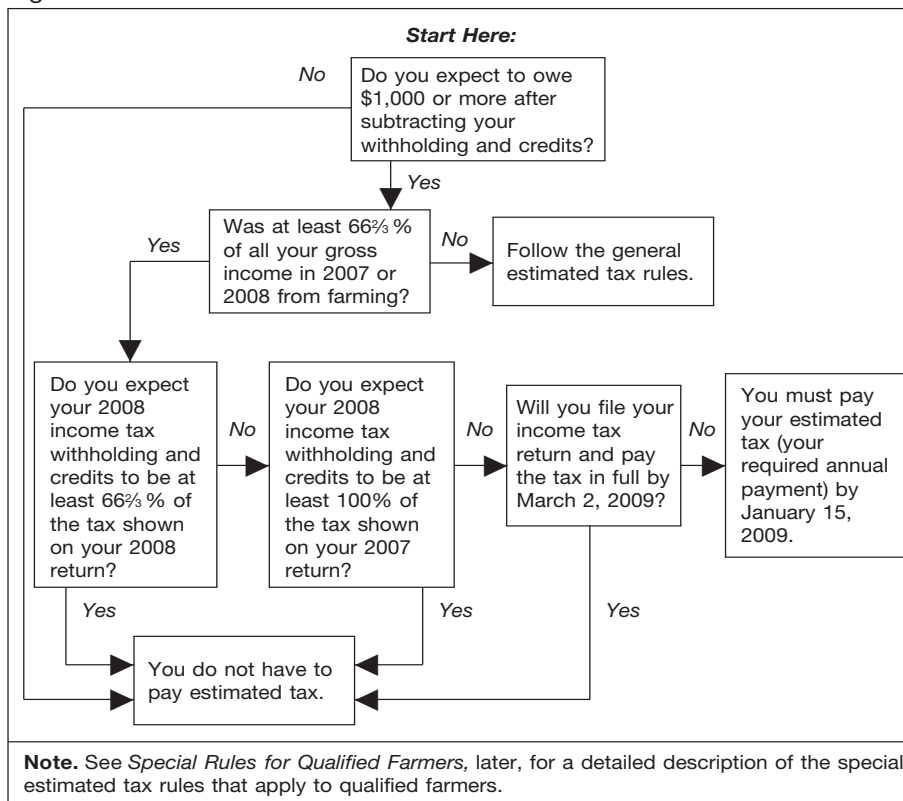 Start Here:
No
Do you expect to owe
$1,000 or more after
subtracting your
withholding and credits?
Yes
Was at least 66⅔ %
of all your gross
income in 2007 or
2008 from farming?
Yes
No
Follow the general
estimated tax rules.
Do you expect
your 2008
income tax
withholding and
credits to be at
least 66⅔ % of
the tax shown
on your 2008
return?
No
Do you expect
your 2008
income tax
withholding and
credits to be at
least 100% of
the tax shown
on your 2007
return?
No
Will you file your
income tax
return and pay
the tax in full by
March 2, 2009?
No
You must pay
your estimated
tax (your
required annual
payment) by
January 15,
2009.
Yes
Yes
Yes
You do not have to
pay estimated tax.
Note. See Special Rules for Qualified Farmers, later, for a detailed description of the special
estimated tax rules that apply to qualified farmers.